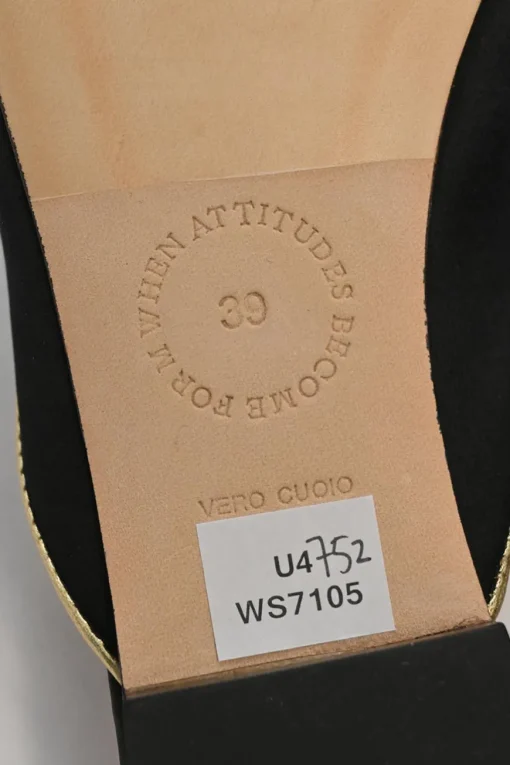 WHEN ATTITUDES BECOME FORM
39
VERO CUOIO
U4752
WS7105